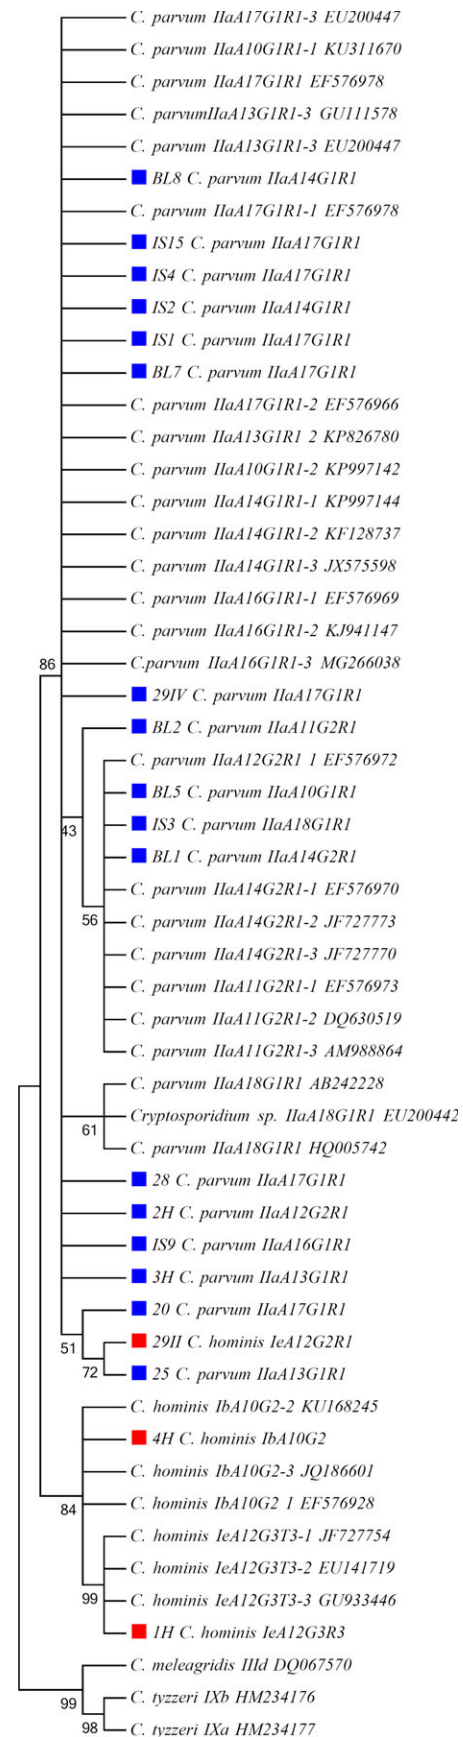 C. parvum IIaA17G1R1-3 EU200447
C. parvum IIaA10G1R1-1 KU311670
C. parvum IIaA17G1R1 EF576978
C. parvumIIaA13G1R1-3 GU111578
C. parvum IIaA13G1R1-3 EU200447
BL8 C. parvum IIaA14G1R1
C. parvum IIaA17G1R1-1 EF576978
IS15 C. parvum IIaA17G1R1
IS4 C. parvum IIaA17G1R1
IS2 C. parvum IIaA14G1R1
IS1 C. parvum IIaA17G1R1
BL7 C. parvum IIaA17G1R1
C. parvum IIaA17G1R1-2 EF576966
C. parvum IIaA13G1R1 2 KP826780
C. parvum IIaA10G1R1-2 KP997142
C. parvum IIaA14G1R1-1 KP997144
C. parvum IIaA14G1R1-2 KF128737
C. parvum IIaA14G1R1-3 JX575598
C. parvum IIaA16G1R1-1 EF576969
C. parvum IIaA16G1R1-2 KJ941147
86 C.parvum IIaA16G1R1-3 MG266038
29IV C. parvum IIaA17G1R1
BL2 C. parvum IIaA11G2R1
C. parvum IIaA12G2R1 1 EF576972
BL5 C. parvum IIaA10G1R1
43 IS3 C. parvum IIaA18G1R1
BL1 C. parvum IIaA14G2R1
C. parvum IIaA14G2R1-1 EF576970
56 C. parvum IIaA14G2R1-2 JF727773
C. parvum IIaA14G2R1-3 JF727770
C. parvum IIaA11G2R1-1 EF576973
C. parvum IIaA11G2R1-2 DQ630519
C. parvum IIaA11G2R1-3 AM988864
C. parvum IIaA18G1R1 AB242228
Cryptosporidium sp. IIaA18G1R1 EU200442
61 C. parvum IIaA18G1R1 HQ005742
28 C. parvum IIaA17G1R1
2H C. parvum IIaA12G2R1
IS9 C. parvum IIaA16G1R1
3H C. parvum IIaA13G1R1
20 C. parvum IIaA17G1R1
51 29II C. hominis IeA12G2R1
72 25 C. parvum IIaA13G1R1
C. hominis IbA10G2-2 KU168245
4H C. hominis IbA10G2
C. hominis IbA10G2-3 JQ186601
84 C. hominis IbA10G2 1 EF576928
C. hominis IeA12G3T3-1 JF727754
C. hominis IeA12G3T3-2 EU141719
99 C. hominis IeA12G3T3-3 GU933446
1H C. hominis IeA12G3R3
C. meleagridis IIId DQ067570
99 C. tyzzeri IXb HM234176
98 C. tyzzeri IXa HM234177